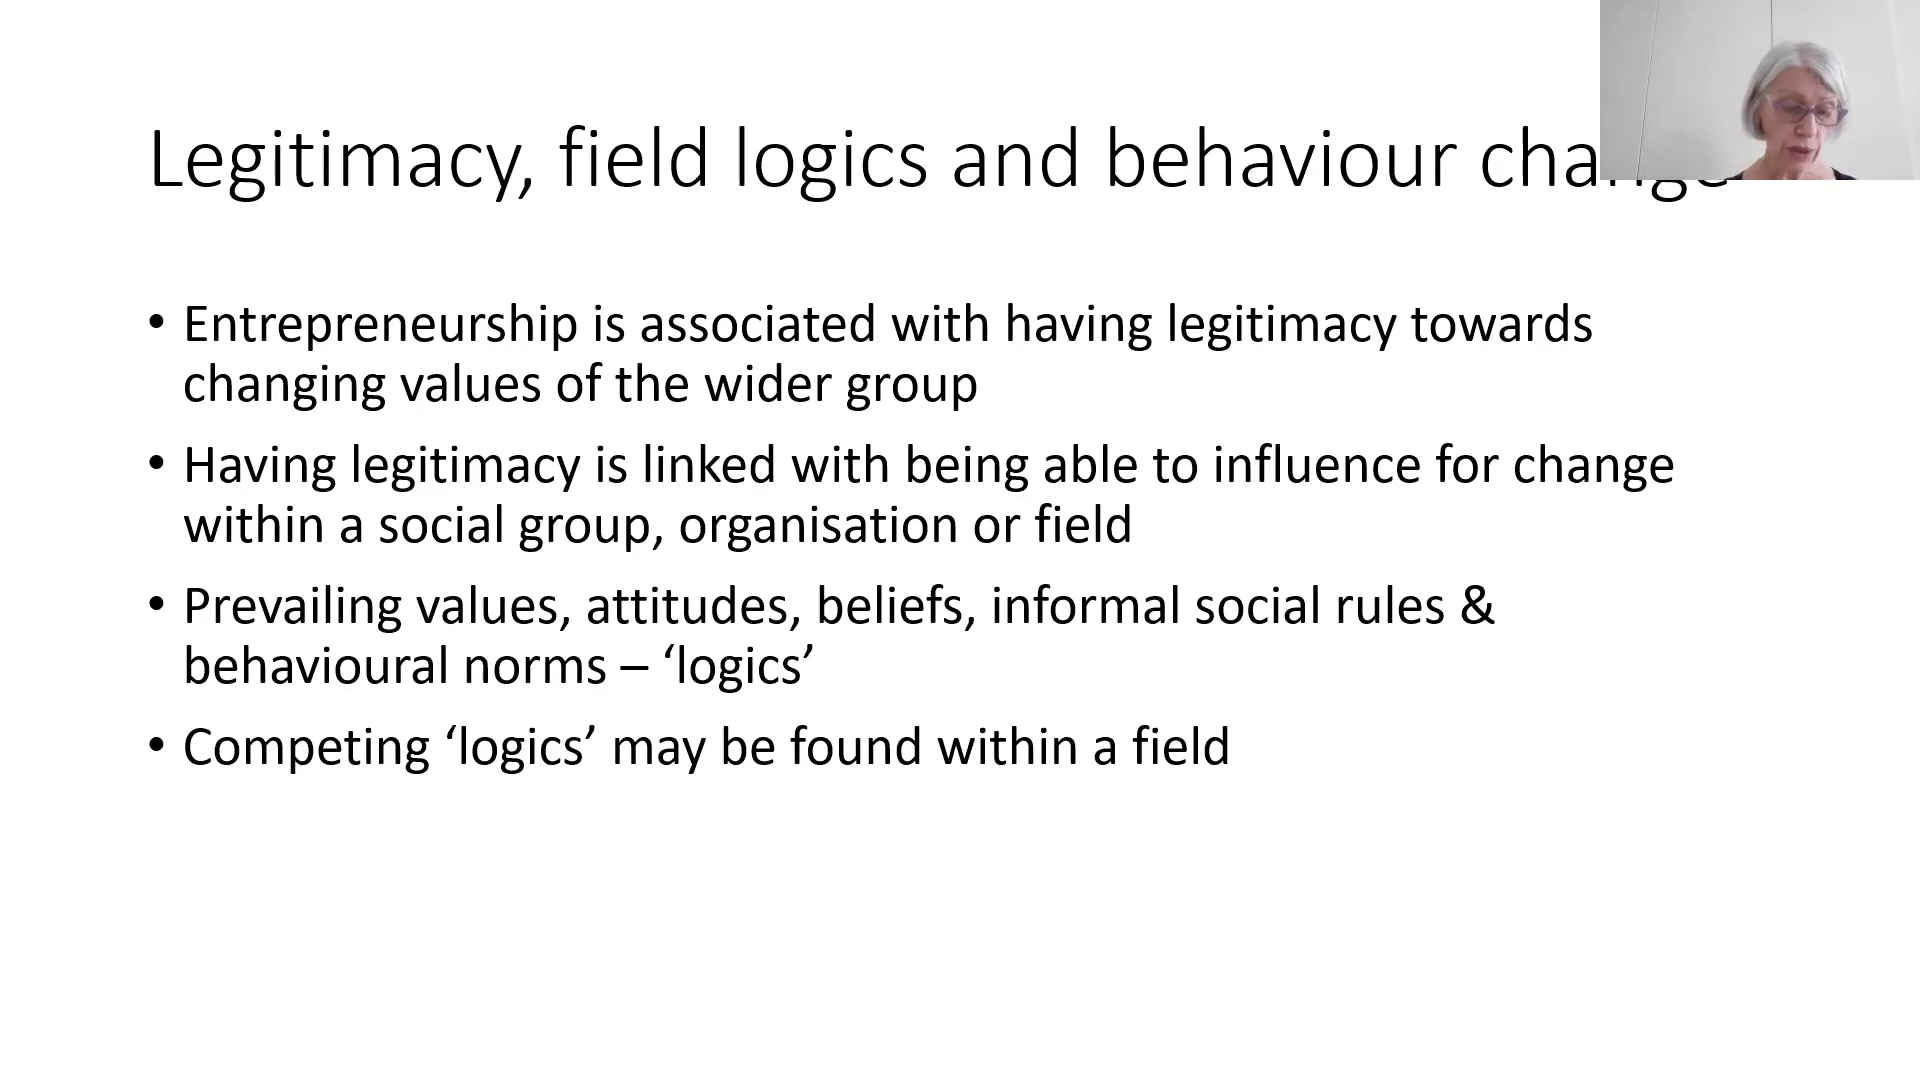 Legitimacy, field logics and behaviour change
• Entrepreneurship is associated with having legitimacy towards
changing values of the wider group
• Having legitimacy is linked with being able to influence for change
within a social group, organisation or field
• Prevailing values, attitudes, beliefs, informal social rules &
behavioural norms – ‘logics’
• Competing ‘logics’ may be found within a field